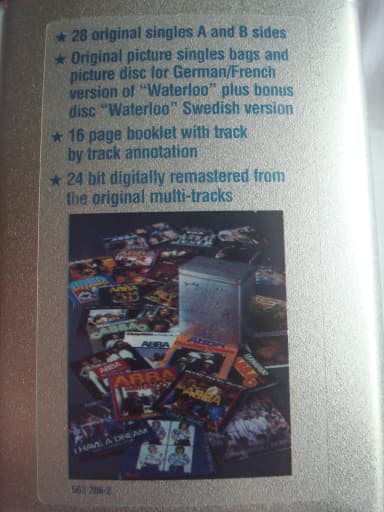 ★ 28 original singles A and B sides
★ Original picture singles bags and
picture disc for German/French
version of "Waterloo" plus bonus
disc "Waterloo" Swedish version
★ 16 page booklet with track
by track annotation
★ 24 bit digitally remastered from
the original multi-tracks
ABBA
ABBA
ABBA
ABBA
I HAVE A DREAM